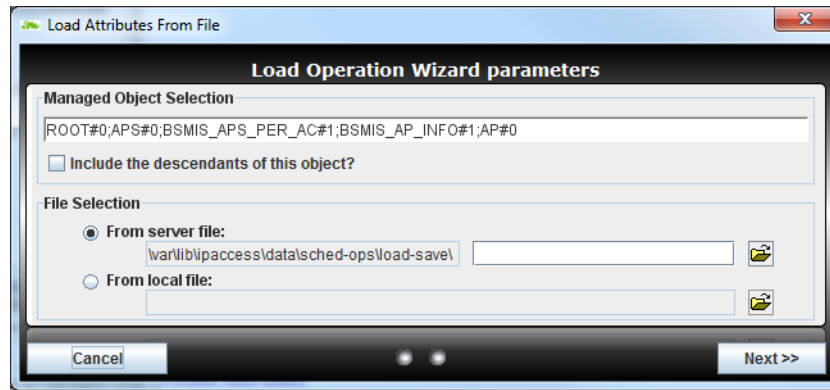 Load Attributes From File
Load Operation Wizard parameters
Managed Object Selection
ROOT#0;APS#0;BSMIS_APS_PER_AC#1;BSMIS_AP_INFO#1;AP#0
Include the descendants of this object?
File Selection
From server file:
\var\lib\ipaccess\data\sched-ops\load-save\
From local file:
Cancel
Next >>